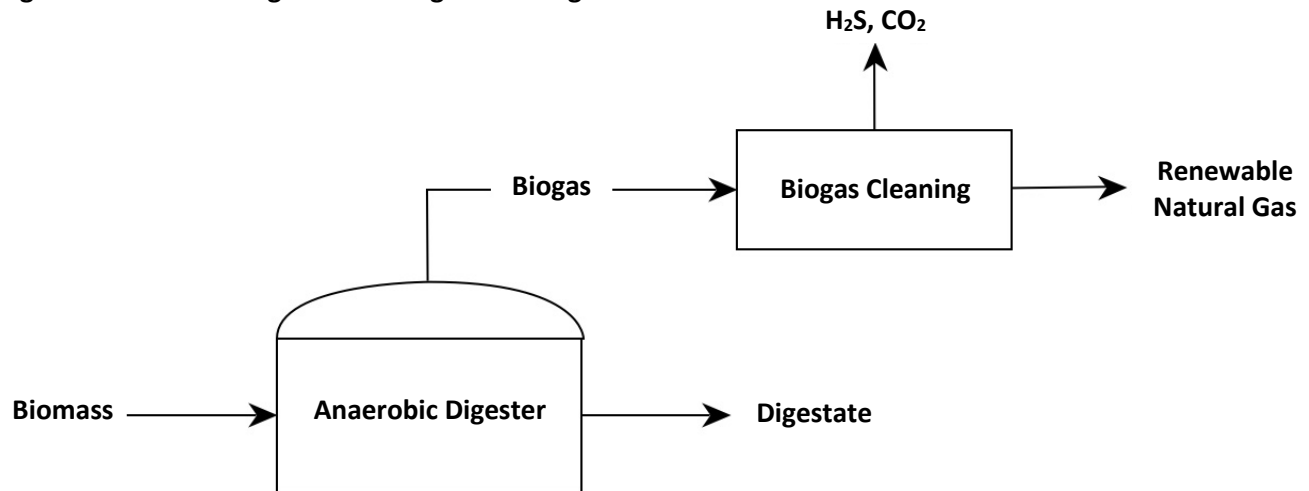 H₂S, CO₂
Biogas
Biogas Cleaning
Renewable
Natural Gas
Biomass
Anaerobic Digester
Digestate